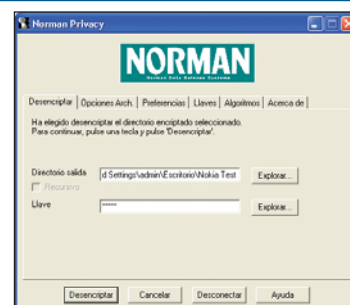 Norman Privacy
NORMAN
Norman Data Defense Systems
Desencriptar Opciones Arch. Preferencias Llaves Algoritmos Acerca de
Ha elegido desencriptar el directorio encriptado seleccionado.
Para continuar, pulse una tecla y pulse 'Desencriptar'.
Directorio salida d Settings\admin\Escritorio\Nokia Test Explorar...
Recursivo
Llave ***** Explorar...
Desencriptar Cancelar Desconectar Ayuda